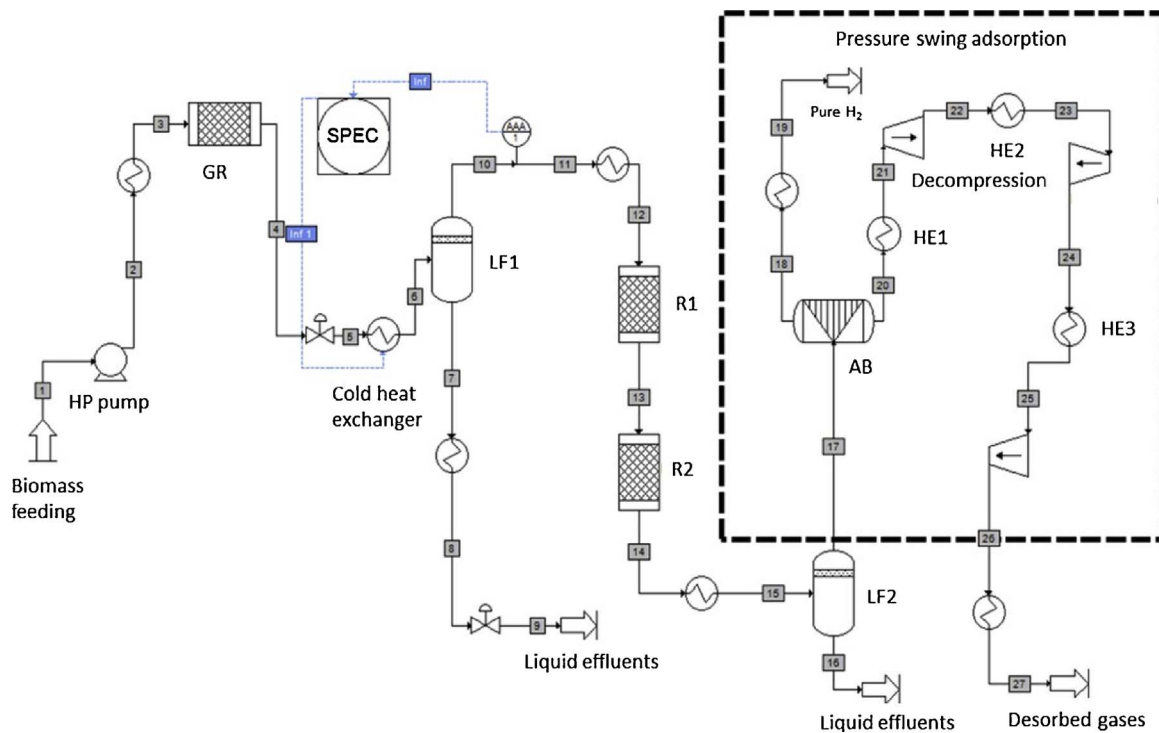 Pressure swing adsorption
Inf
22
23
3
SPEC
AAA
1
Pure H₂
19
HE2
GR
10
11
21
Decompression
4
Inf 1
12
HE1
2
LF1
18
20
6
R1
24
5
AB
HE3
1
HP pump
Cold heat
exchanger
7
13
25
17
Biomass
feeding
R2
8
14
26
15
LF2
9
Liquid effluents
16
27
Liquid effluents
Desorbed gases